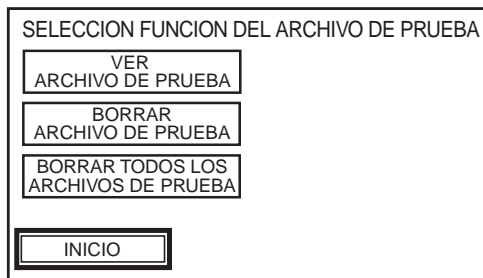 SELECCION FUNCION DEL ARCHIVO DE PRUEBA
VER
ARCHIVO DE PRUEBA
BORRAR
ARCHIVO DE PRUEBA
BORRAR TODOS LOS
ARCHIVOS DE PRUEBA
INICIO